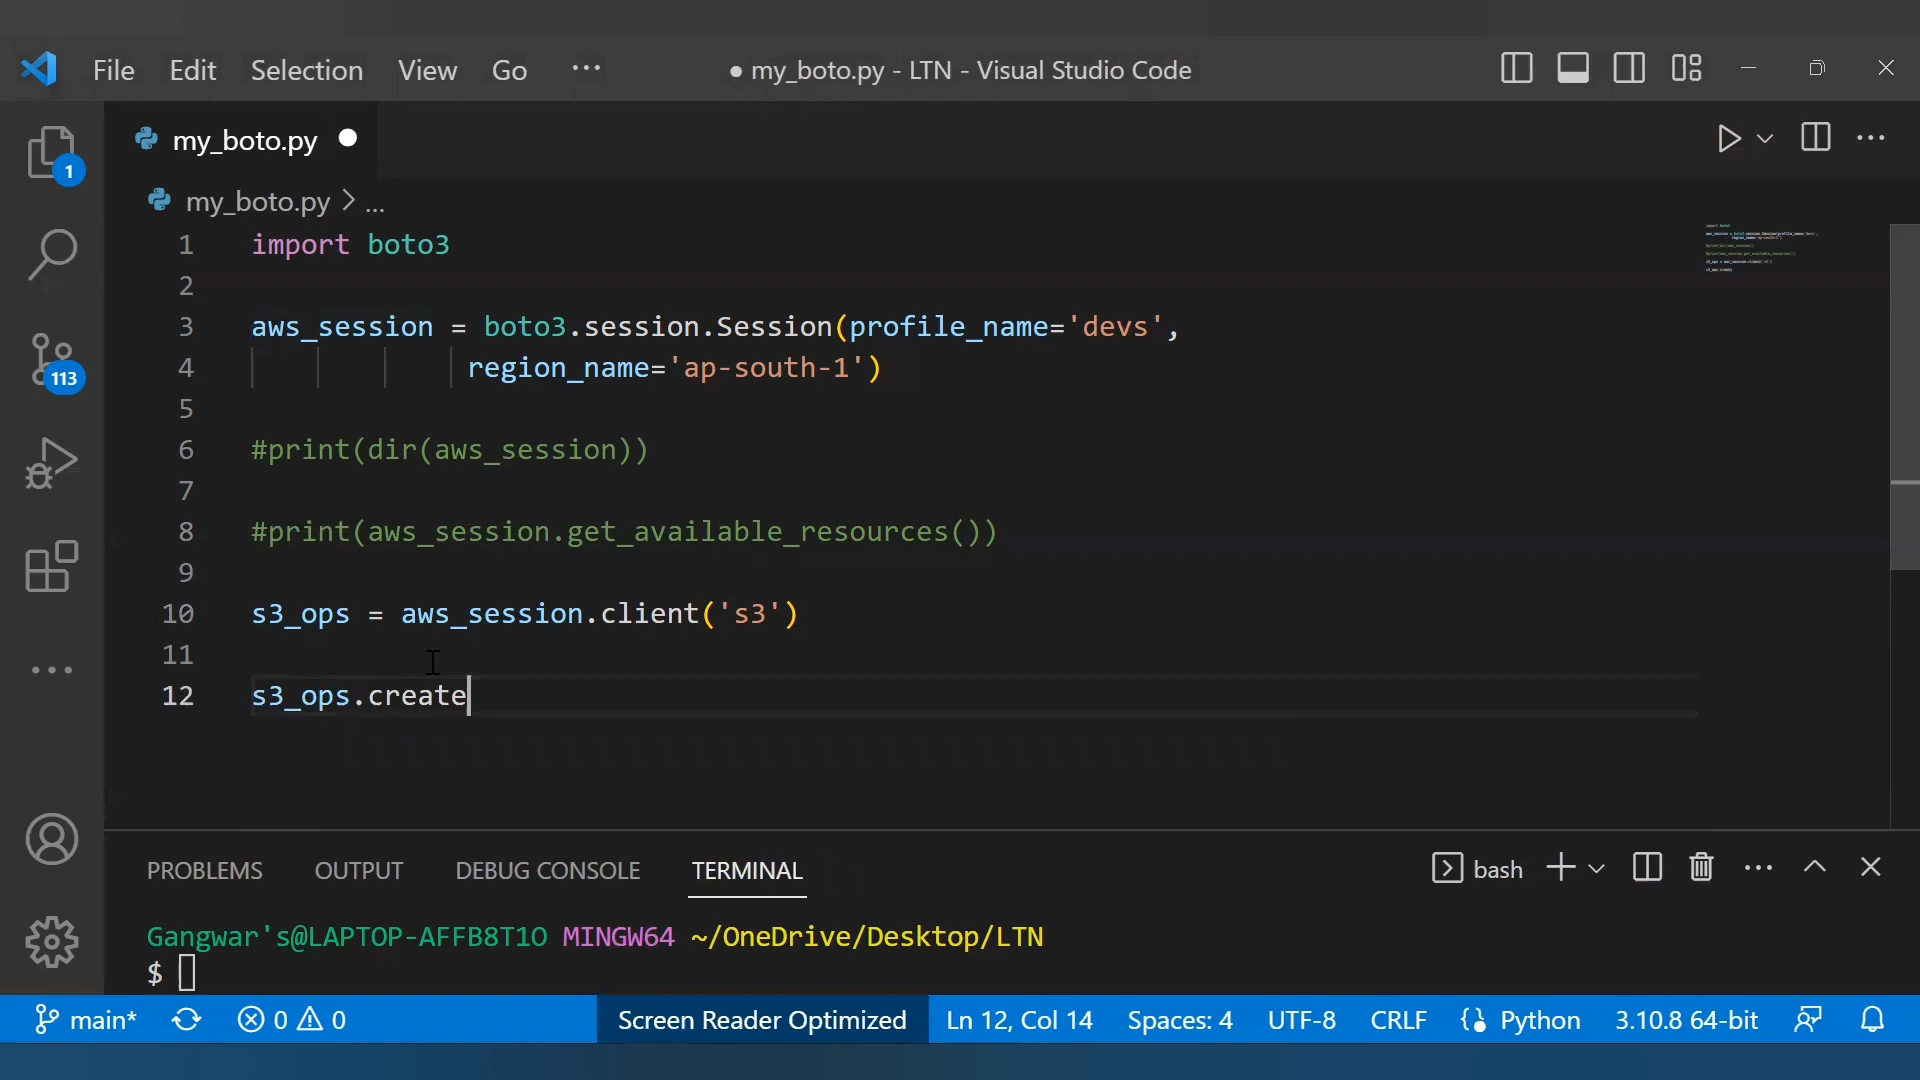 File Edit Selection View Go ···
● my_boto.py - LTN - Visual Studio Code
my_boto.py ●
my_boto.py > ...
1 import boto3
2
3 aws_session = boto3.session.Session(profile_name='devs',
4 region_name='ap-south-1')
5
6 #print(dir(aws_session))
7
8 #print(aws_session.get_available_resources())
9
10 s3_ops = aws_session.client('s3')
11
12 s3_ops.create
1
113
PROBLEMS OUTPUT DEBUG CONSOLE TERMINAL
bash
Gangwar's@LAPTOP-AFFB8T1O MINGW64 ~/OneDrive/Desktop/LTN
$
main* 0 0 Screen Reader Optimized Ln 12, Col 14 Spaces: 4 UTF-8 CRLF Python 3.10.8 64-bit